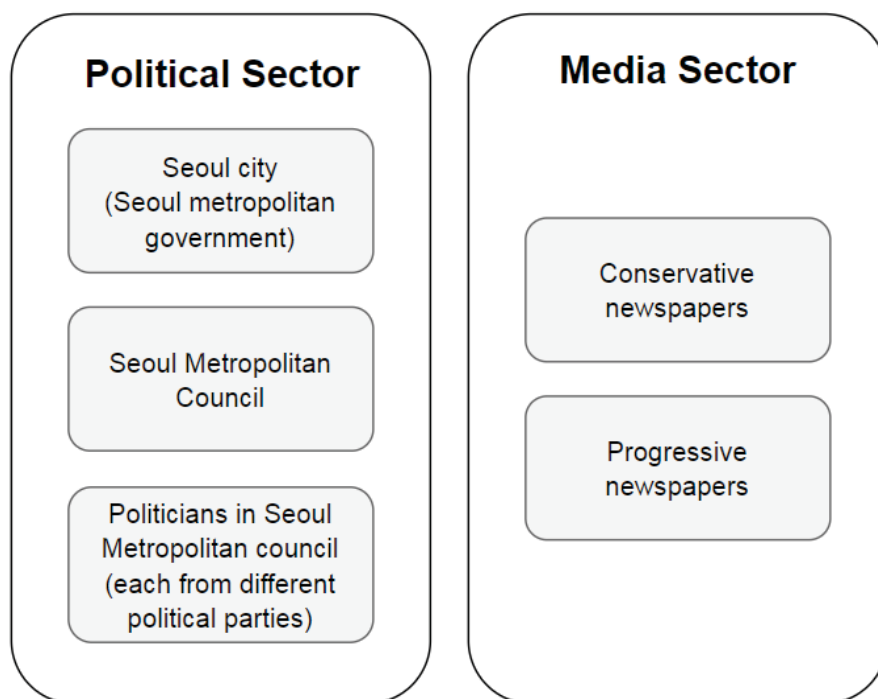 Political Sector
Seoul city
(Seoul metropolitan
government)
Seoul Metropolitan
Council
Politicians in Seoul
Metropolitan council
(each from different
political parties)
Media Sector
Conservative
newspapers
Progressive
newspapers